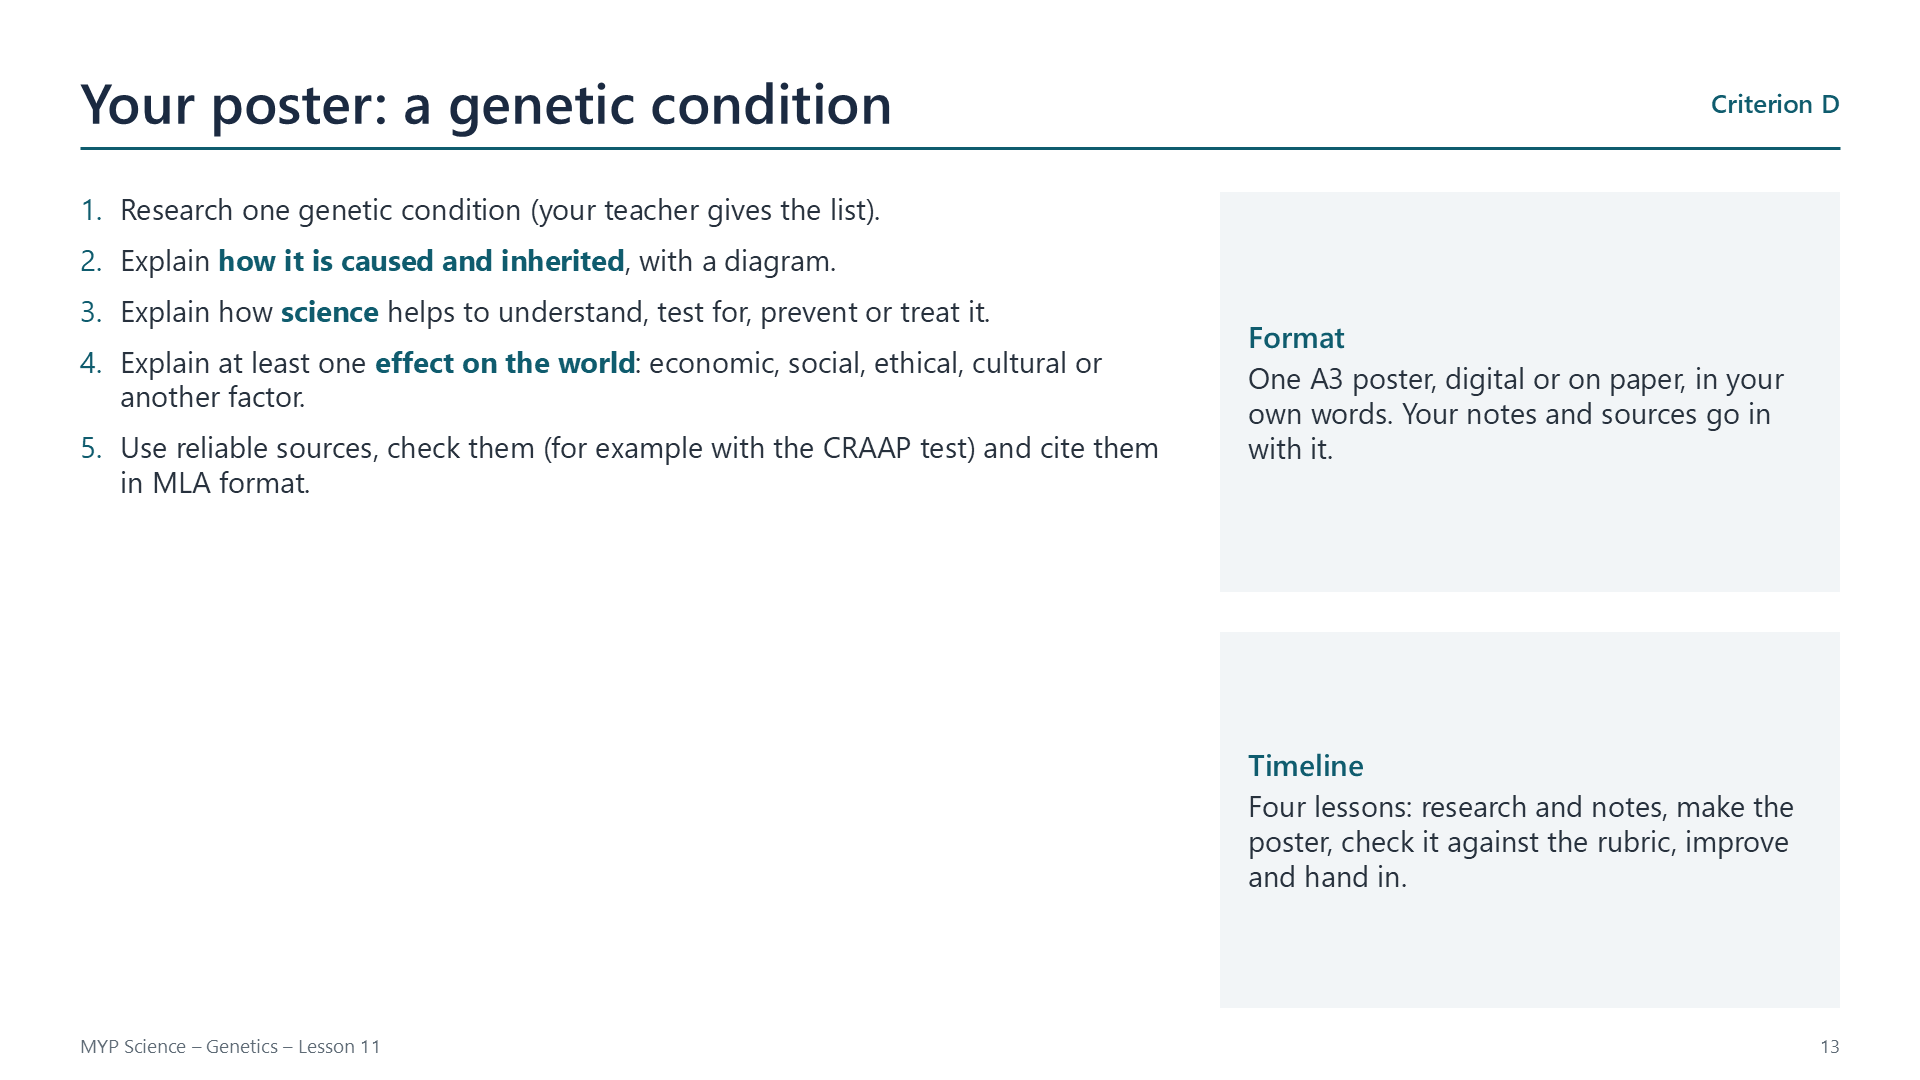 Your poster: a genetic condition
Criterion D
1. Research one genetic condition (your teacher gives the list).
2. Explain how it is caused and inherited, with a diagram.
3. Explain how science helps to understand, test for, prevent or treat it.
4. Explain at least one effect on the world: economic, social, ethical, cultural or
another factor.
5. Use reliable sources, check them (for example with the CRAAP test) and cite them
in MLA format.
Format
One A3 poster, digital or on paper, in your
own words. Your notes and sources go in
with it.
Timeline
Four lessons: research and notes, make the
poster, check it against the rubric, improve
and hand in.
MYP Science – Genetics – Lesson 11
13